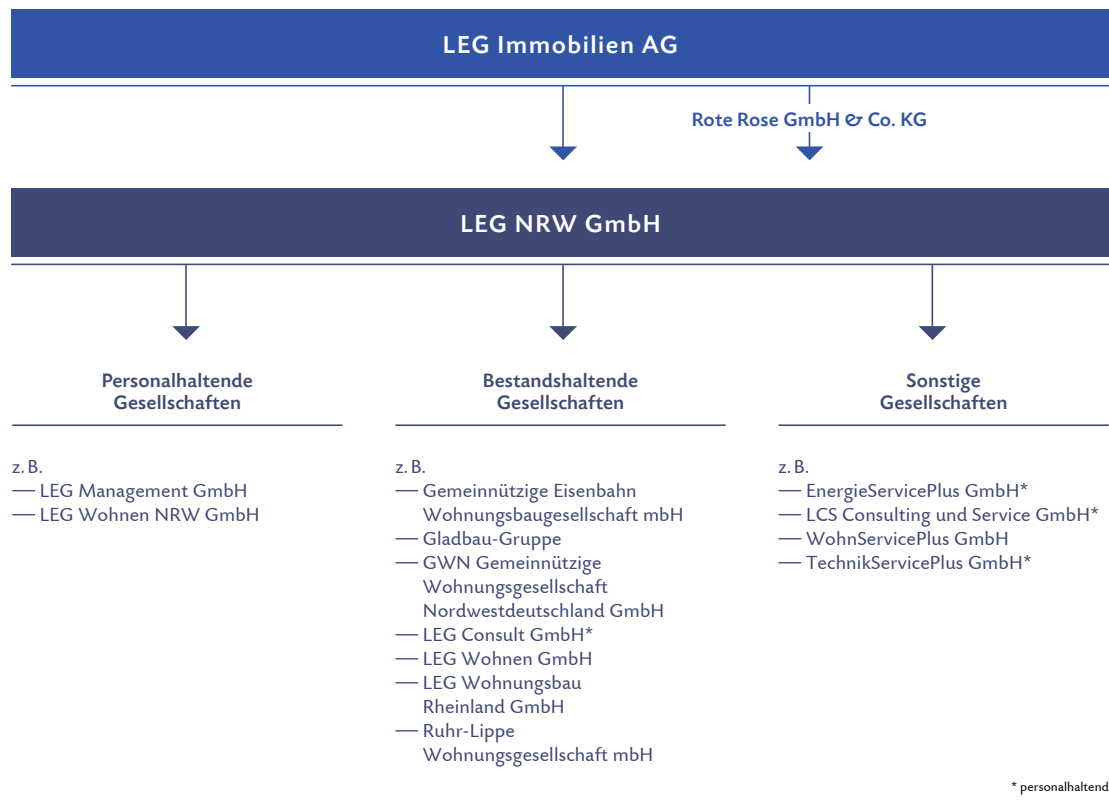 LEG Immobilien AG
Rote Rose GmbH & Co. KG
LEG NRW GmbH
Personalhaltende
Gesellschaften
z. B.
— LEG Management GmbH
— LEG Wohnen NRW GmbH
Bestandshaltende
Gesellschaften
z. B.
— Gemeinnützige Eisenbahn
Wohnungsbaugesellschaft mbH
— Gladbau-Gruppe
— GWN Gemeinnützige
Wohnungsgesellschaft
Nordwestdeutschland GmbH
— LEG Consult GmbH*
— LEG Wohnen GmbH
— LEG Wohnungsbau
Rheinland GmbH
— Ruhr-Lippe
Wohnungsgesellschaft mbH
Sonstige
Gesellschaften
z. B.
— EnergieServicePlus GmbH*
— LCS Consulting und Service GmbH*
— WohnServicePlus GmbH
— TechnikServicePlus GmbH*
* personalhaltend